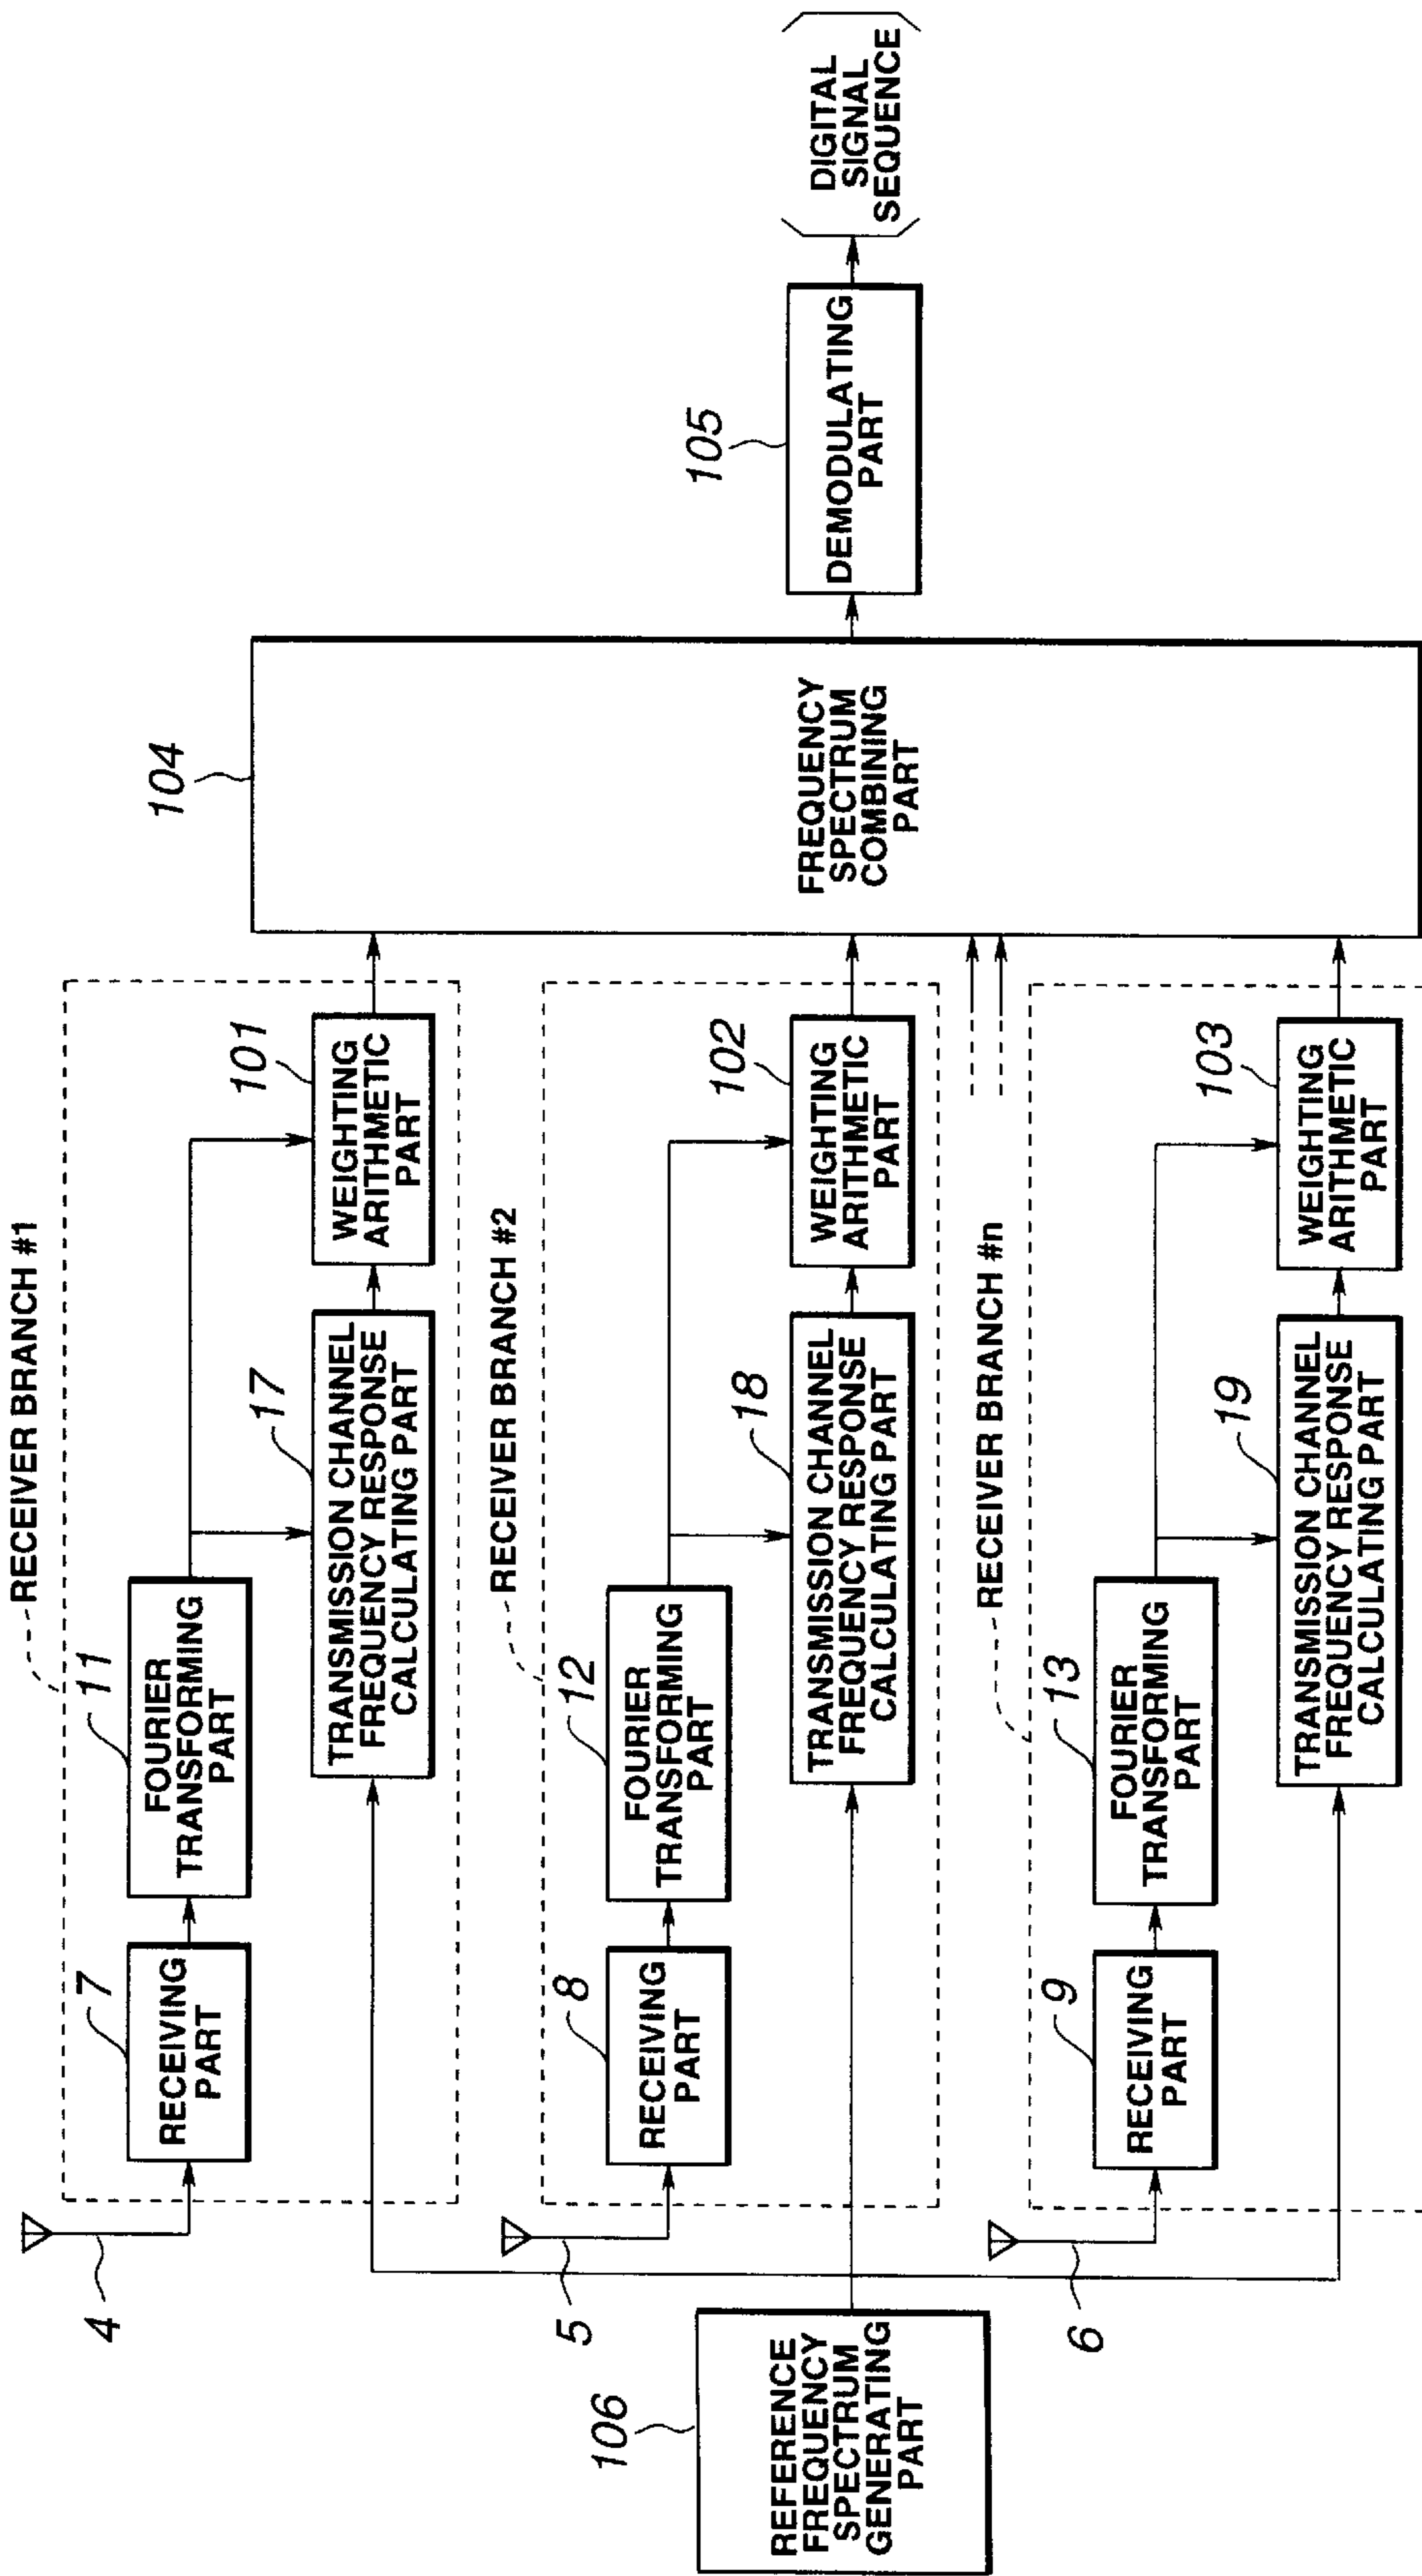 RECEIVER BRANCH #1
4
7
RECEIVING
PART
11
FOURIER
TRANSFORMING
PART
17
TRANSMISSION CHANNEL
FREQUENCY RESPONSE
CALCULATING PART
101
WEIGHTING
ARITHMETIC
PART
RECEIVER BRANCH #2
5
8
RECEIVING
PART
12
FOURIER
TRANSFORMING
PART
18
TRANSMISSION CHANNEL
FREQUENCY RESPONSE
CALCULATING PART
102
WEIGHTING
ARITHMETIC
PART
RECEIVER BRANCH #n
6
9
RECEIVING
PART
13
FOURIER
TRANSFORMING
PART
19
TRANSMISSION CHANNEL
FREQUENCY RESPONSE
CALCULATING PART
103
WEIGHTING
ARITHMETIC
PART
106
REFERENCE
FREQUENCY
SPECTRUM
GENERATING
PART
104
FREQUENCY
SPECTRUM
COMBINING
PART
105
DEMODULATING
PART
DIGITAL
SIGNAL
SEQUENCE